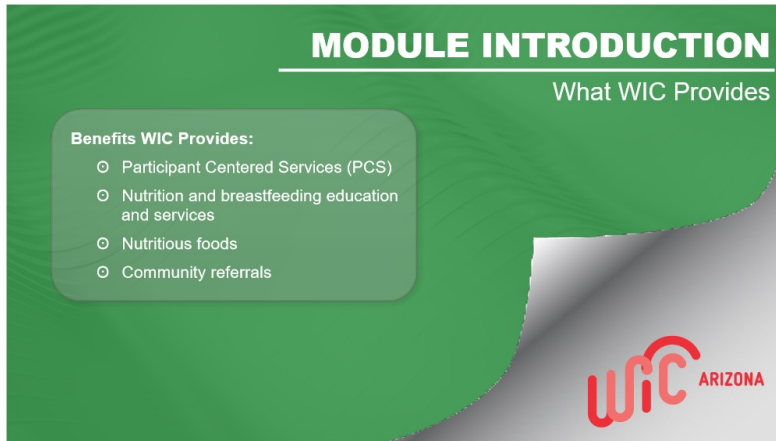 MODULE INTRODUCTION
What WIC Provides
Benefits WIC Provides:
⊙ Participant Centered Services (PCS)
⊙ Nutrition and breastfeeding education
and services
⊙ Nutritious foods
⊙ Community referrals
WIC ARIZONA